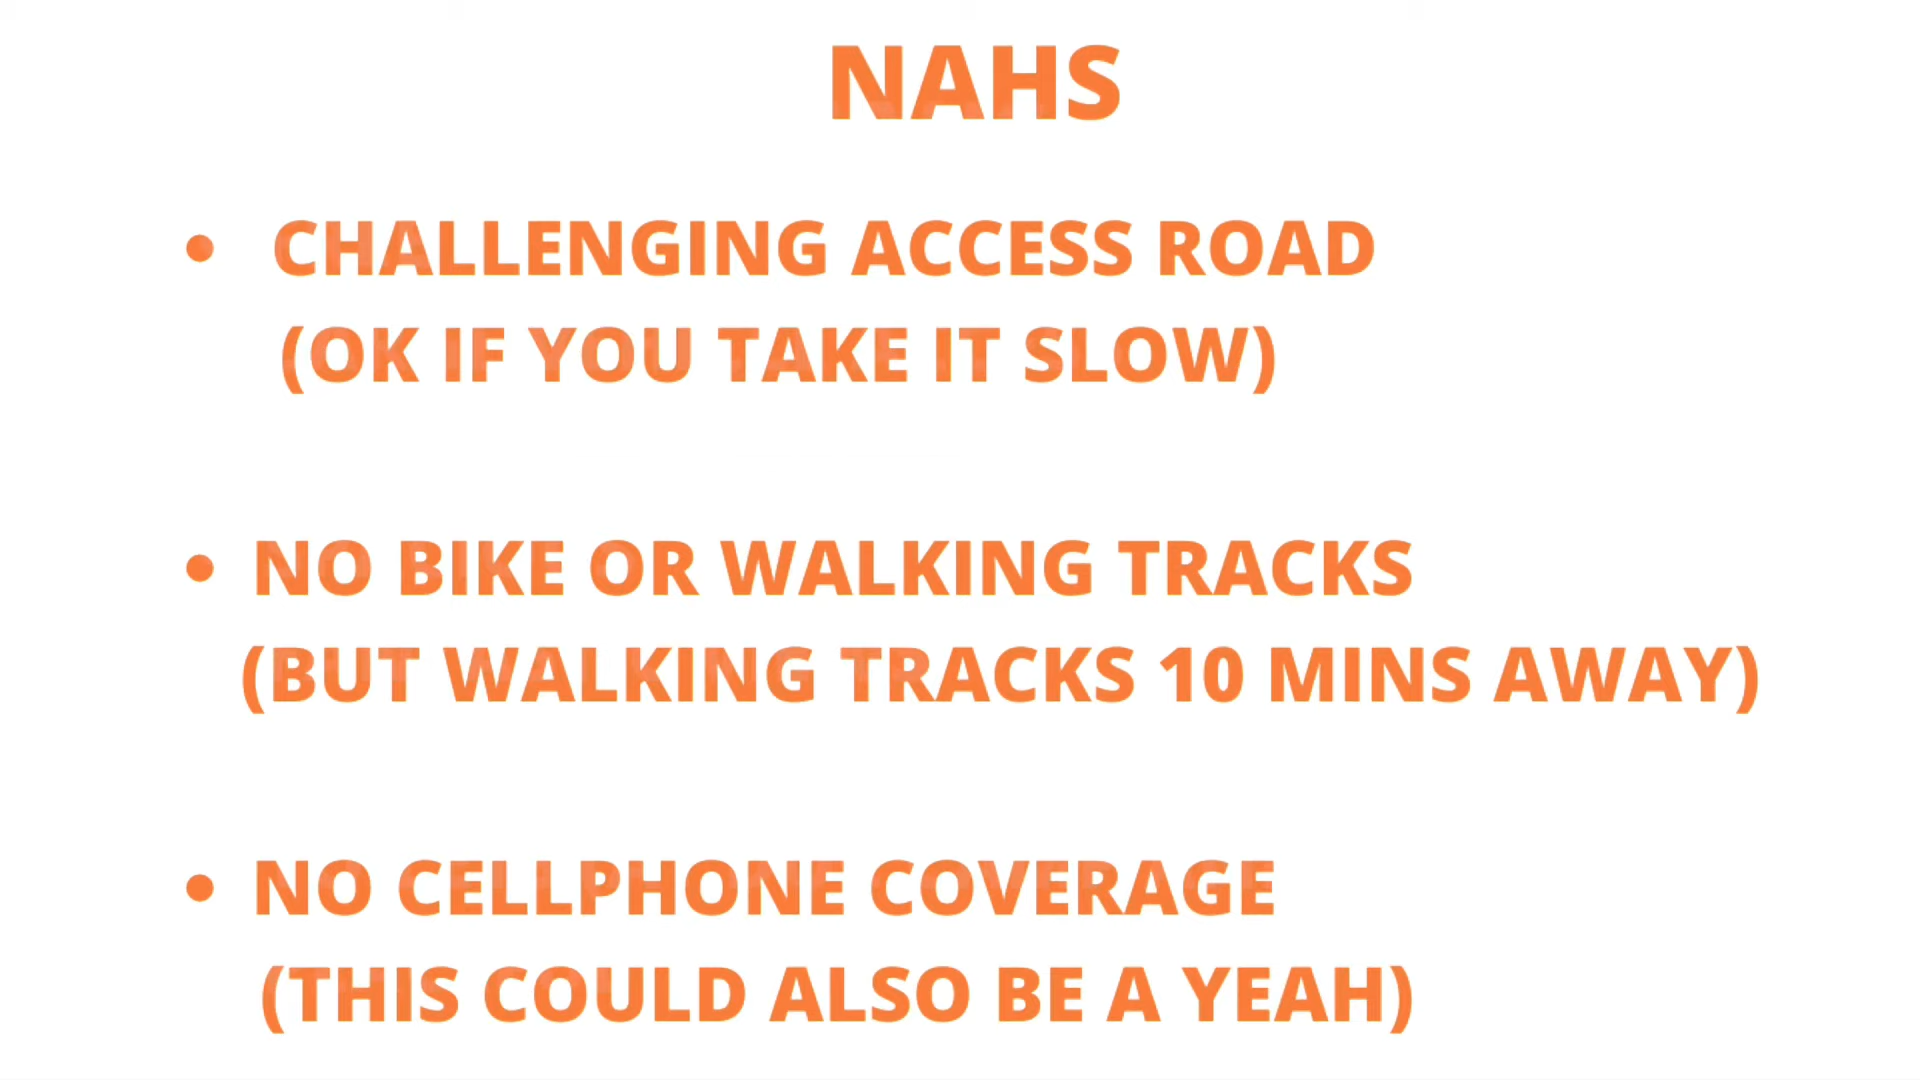 NAHS
• CHALLENGING ACCESS ROAD
(OK IF YOU TAKE IT SLOW)
• NO BIKE OR WALKING TRACKS
(BUT WALKING TRACKS 10 MINS AWAY)
• NO CELLPHONE COVERAGE
(THIS COULD ALSO BE A YEAH)